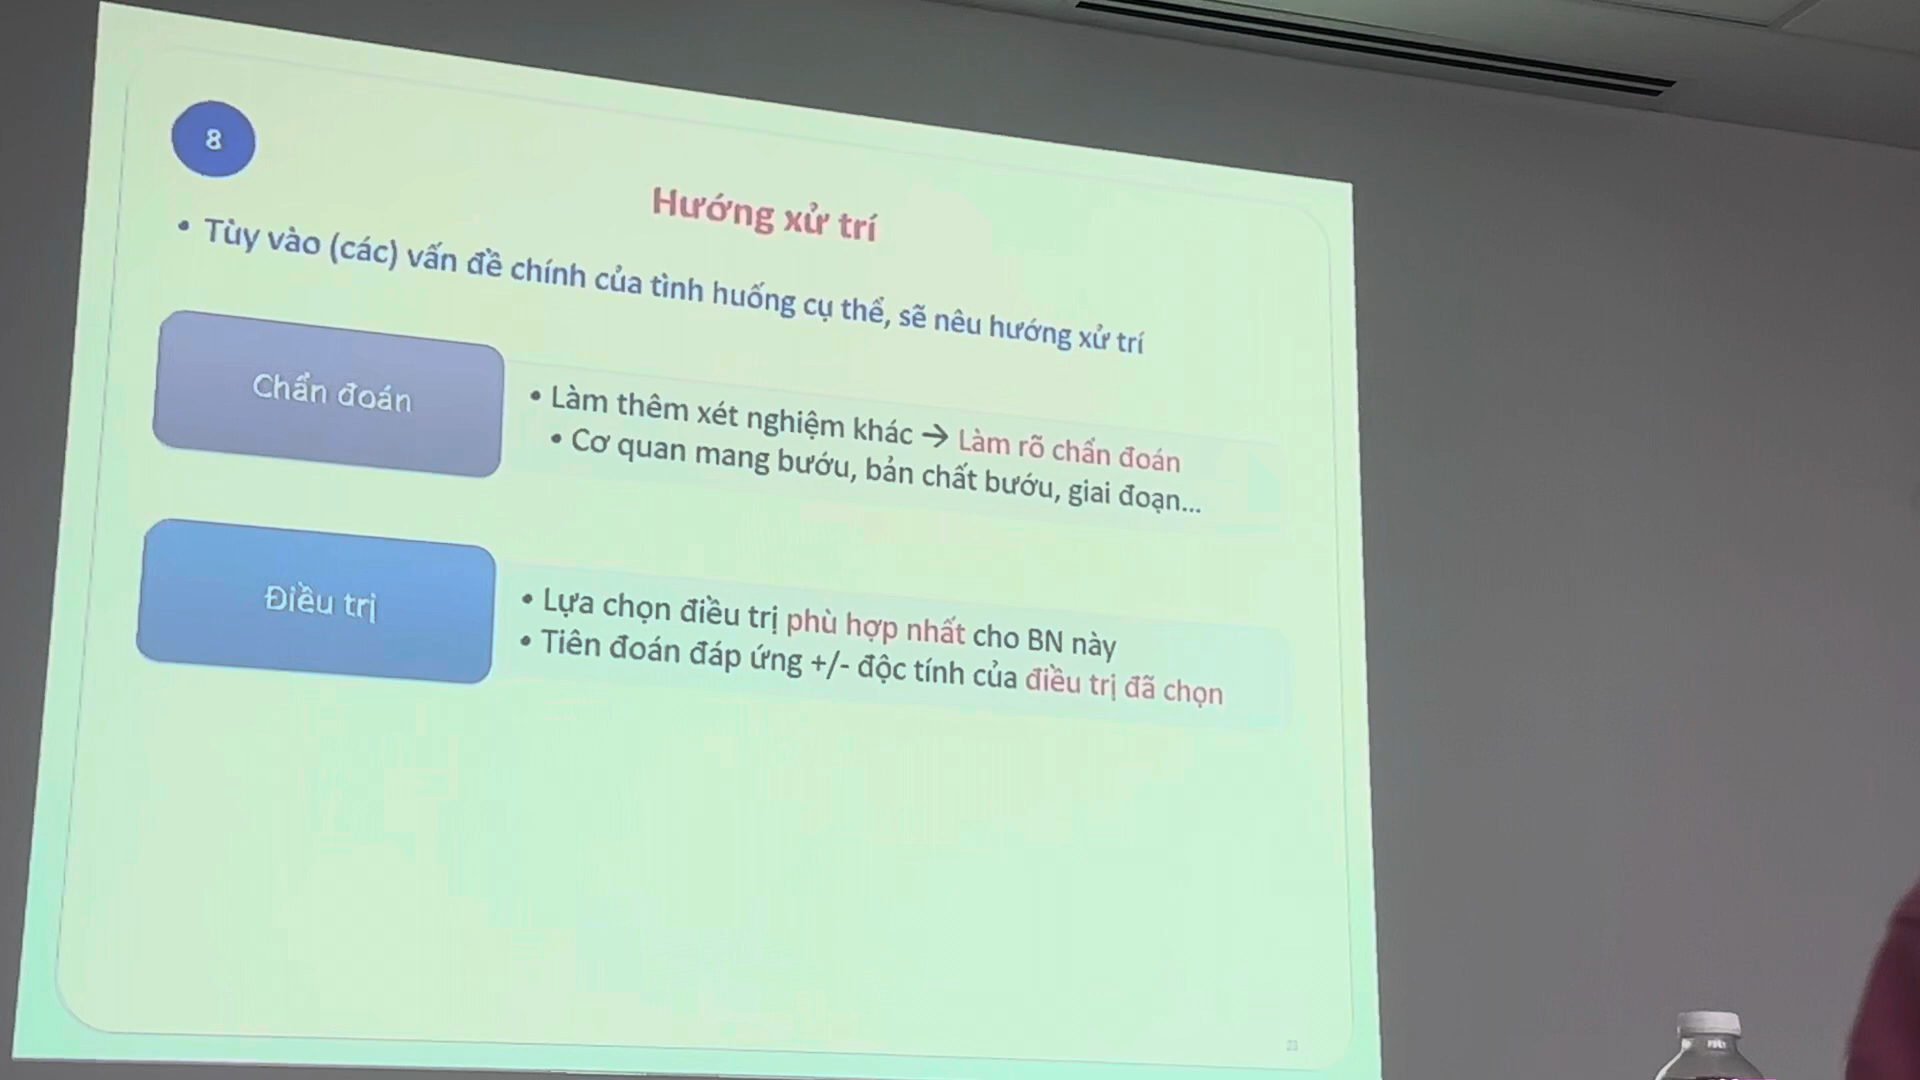 8
Hướng xử trí
• Tùy vào (các) vấn đề chính của tình huống cụ thể, sẽ nêu hướng xử trí
Chẩn đoán
• Làm thêm xét nghiệm khác → Làm rõ chẩn đoán
• Cơ quan mang bướu, bản chất bướu, giai đoạn...
Điều trị
• Lựa chọn điều trị phù hợp nhất cho BN này
• Tiên đoán đáp ứng +/- độc tính của điều trị đã chọn